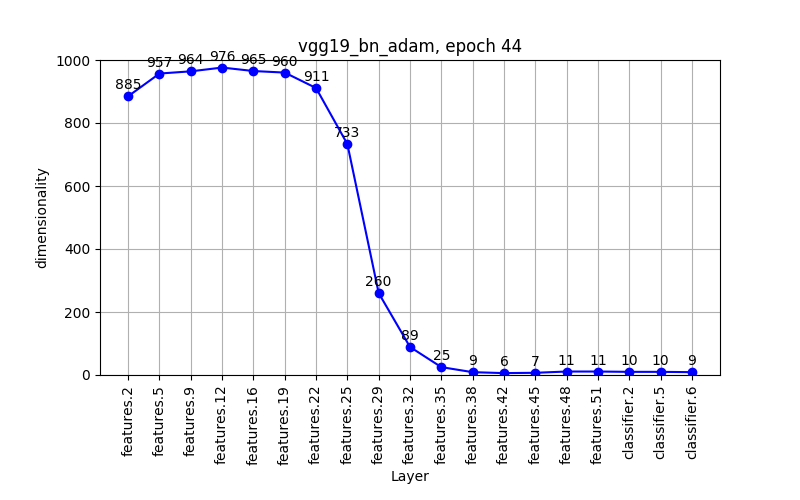 vgg19_bn_adam, epoch 44
1000
800
600
400
200
0
dimensionality
885
957
964
976
965
960
911
733
260
89
25
9
6
7
11
11
10
10
9
features.2
features.5
features.9
features.12
features.16
features.19
features.22
features.25
features.29
features.32
features.35
features.38
features.42
features.45
features.48
features.51
classifier.2
classifier.5
classifier.6
Layer